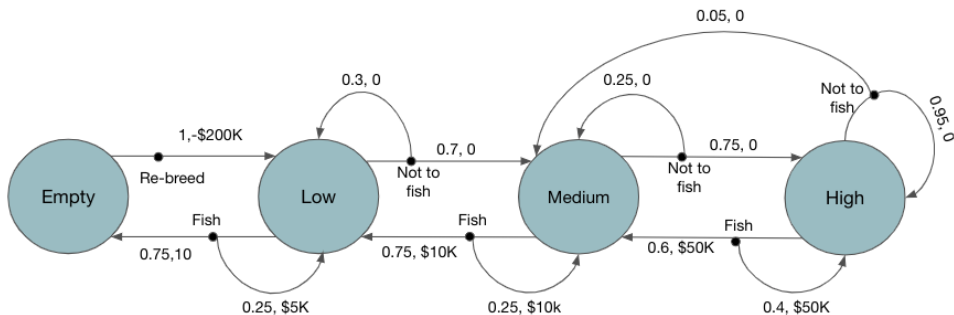 0.05, 0
0.3, 0
0.25, 0
Not to
fish
0.95, 0
1,-$200K
0.7, 0
0.75, 0
Re-breed
Not to
fish
Not to
fish
Empty
Low
Medium
High
Fish
Fish
Fish
0.75,10
0.75, $10K
0.6, $50K
0.25, $5K
0.25, $10k
0.4, $50K